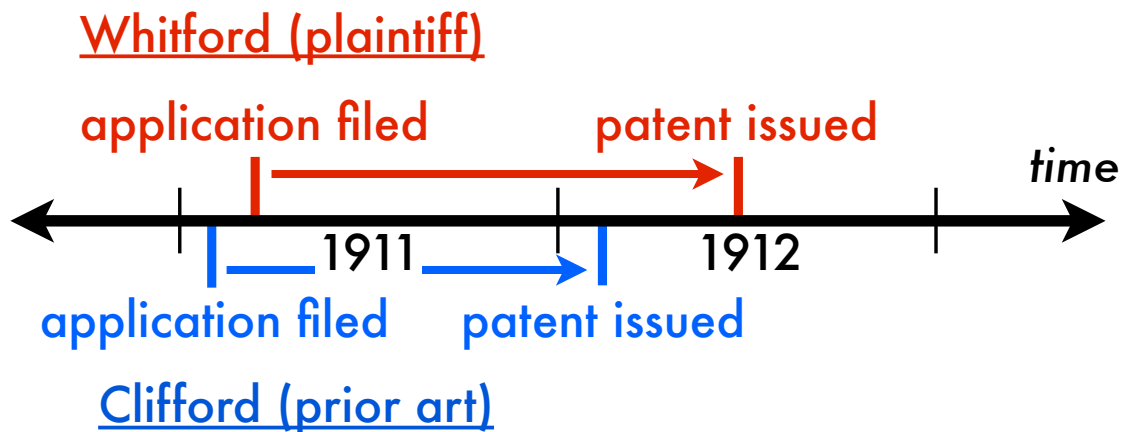 Whitford (plaintiff)
application filed patent issued
time
1911 1912
application filed patent issued
Clifford (prior art)